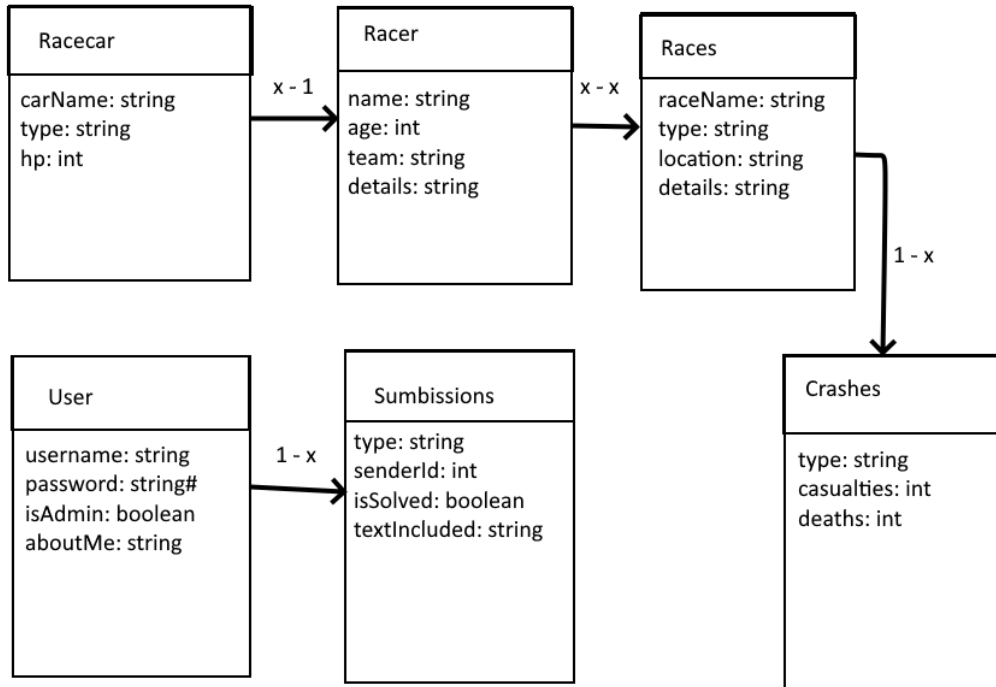 Racecar
carName: string
type: string
hp: int
x - 1
Racer
name: string
age: int
team: string
details: string
x - x
Races
raceName: string
type: string
location: string
details: string
1 - x
User
username: string
password: string#
isAdmin: boolean
aboutMe: string
1 - x
Sumbissions
type: string
senderId: int
isSolved: boolean
textIncluded: string
Crashes
type: string
casualties: int
deaths: int